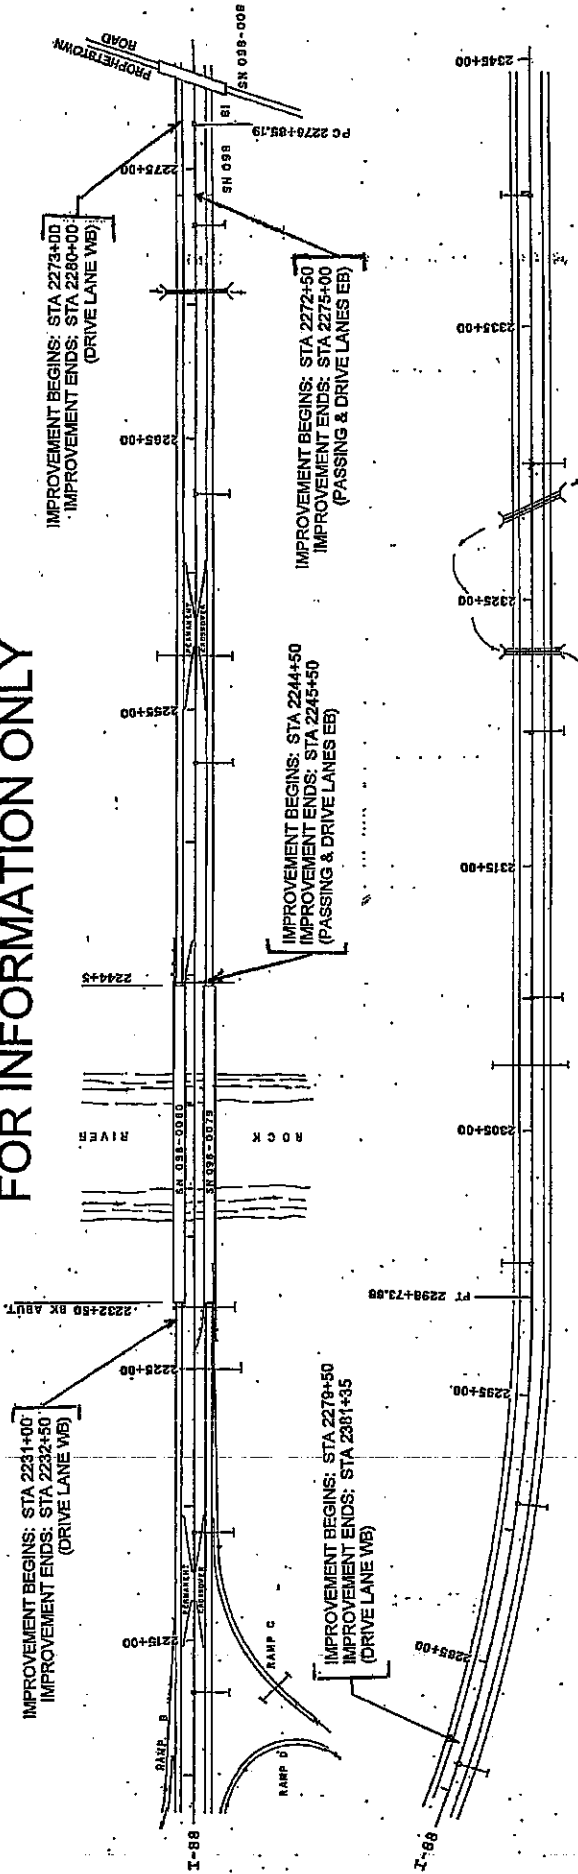 FOR INFORMATION ONLY
IMPROVEMENT BEGINS: STA 2231+00
IMPROVEMENT ENDS: STA 2232+50
(DRIVE LANE WB)
2232+50 BK ABUT.
RIVER
ROCK
2244+5
IMPROVEMENT BEGINS: STA 2273+00
IMPROVEMENT ENDS: STA 2280+00
(DRIVE LANE WB)
PROPHETSTOWN
ROAD
I-88
RAMP B
2215+00
PERMANENT
CROSSOVER
2225+00
SN 098-0080
SN 098-0079
2255+00
PERMANENT
CROSSOVER
2265+00
2275+00
SN 098
81
SN 098-008
PC 2276+85.19
RAMP D
RAMP C
IMPROVEMENT BEGINS: STA 2244+50
IMPROVEMENT ENDS: STA 2245+50
(PASSING & DRIVE LANES EB)
IMPROVEMENT BEGINS: STA 2272+50
IMPROVEMENT ENDS: STA 2275+00
(PASSING & DRIVE LANES EB)
IMPROVEMENT BEGINS: STA 2279+50
IMPROVEMENT ENDS: STA 2381+35
(DRIVE LANE WB)
I-88
2285+00
2295+00
PT 2298+73.88
2305+00
2315+00
2325+00
2335+00
2345+00